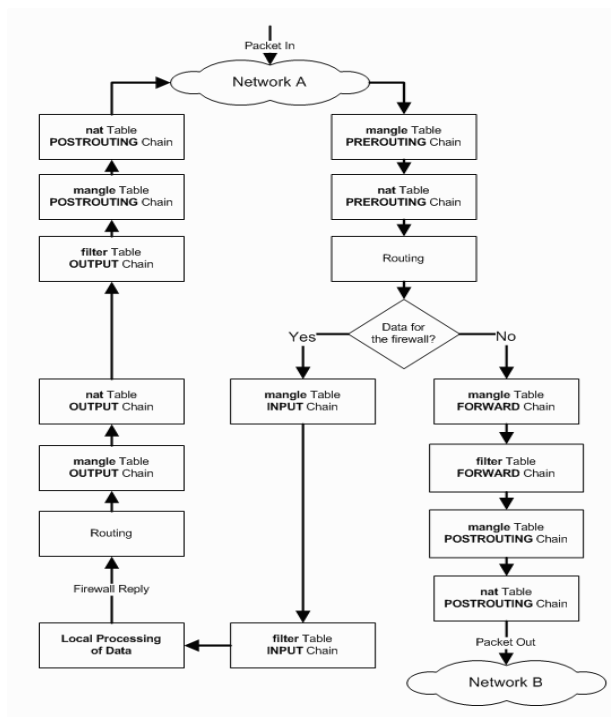 Packet In
Network A
mangle Table
PREROUTING Chain
nat Table
PREROUTING Chain
Routing
Data for
the firewall?
Yes
No
mangle Table
INPUT Chain
filter Table
INPUT Chain
Local Processing
of Data
Firewall Reply
Routing
mangle Table
OUTPUT Chain
nat Table
OUTPUT Chain
filter Table
OUTPUT Chain
mangle Table
POSTROUTING Chain
nat Table
POSTROUTING Chain
mangle Table
FORWARD Chain
filter Table
FORWARD Chain
mangle Table
POSTROUTING Chain
nat Table
POSTROUTING Chain
Packet Out
Network B